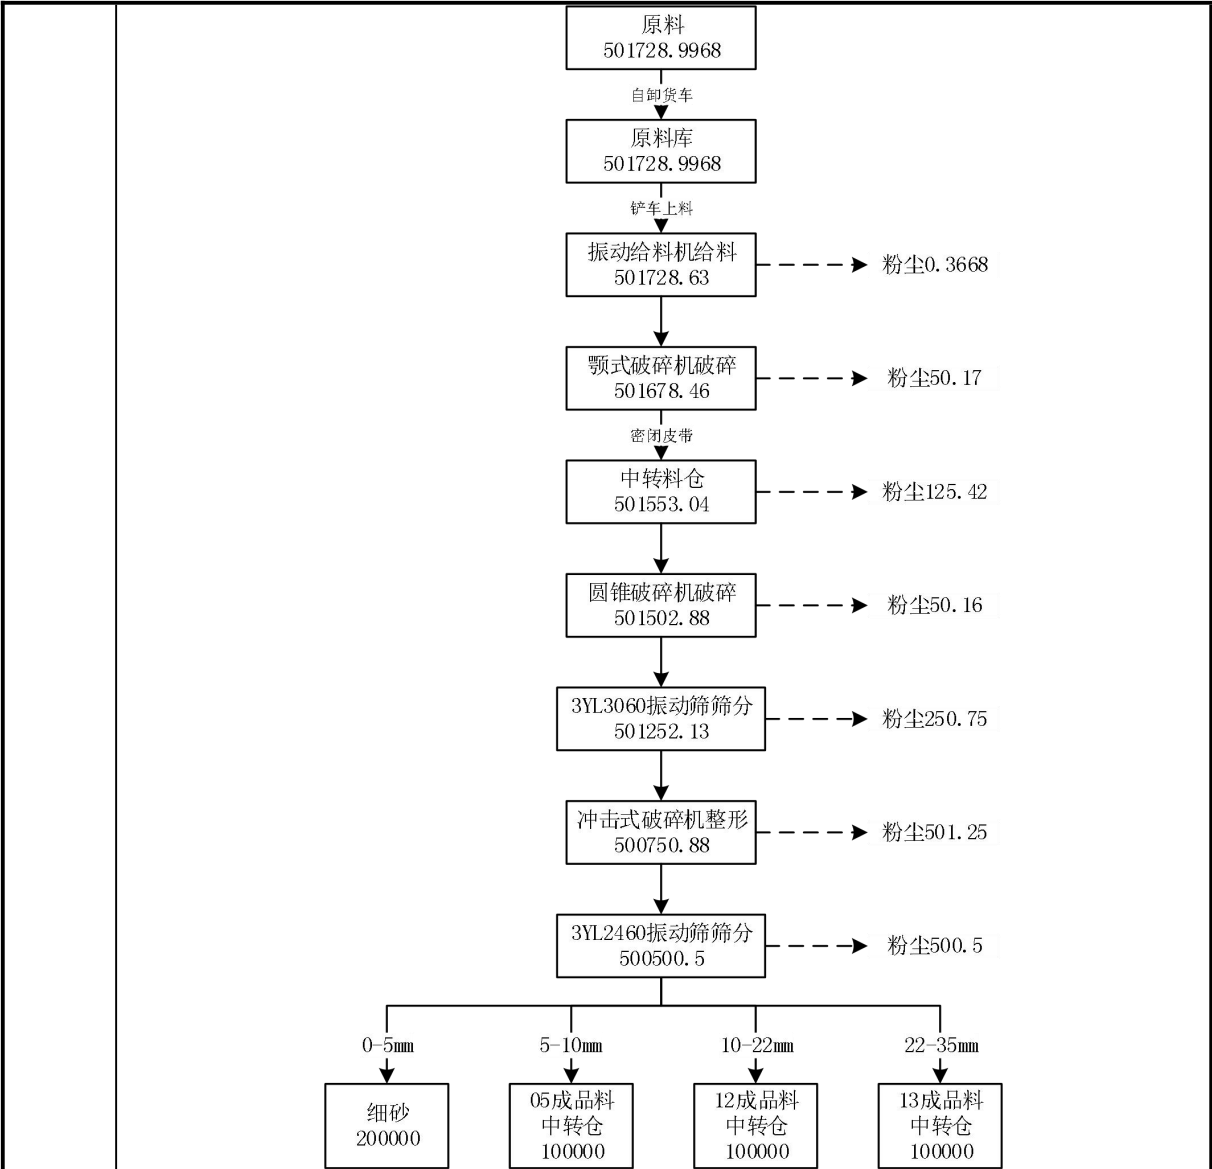 原料
501728.9968
自卸货车
原料库
501728.9968
铲车上料
振动给料机给料
501728.63
粉尘0.3668
颚式破碎机破碎
501678.46
粉尘50.17
密闭皮带
中转料仓
501553.04
粉尘125.42
圆锥破碎机破碎
501502.88
粉尘50.16
3YL3060振动筛筛分
501252.13
粉尘250.75
冲击式破碎机整形
500750.88
粉尘501.25
3YL2460振动筛筛分
500500.5
粉尘500.5
0-5mm
5-10mm
10-22mm
22-35mm
细砂
200000
05成品料
中转仓
100000
12成品料
中转仓
100000
13成品料
中转仓
100000